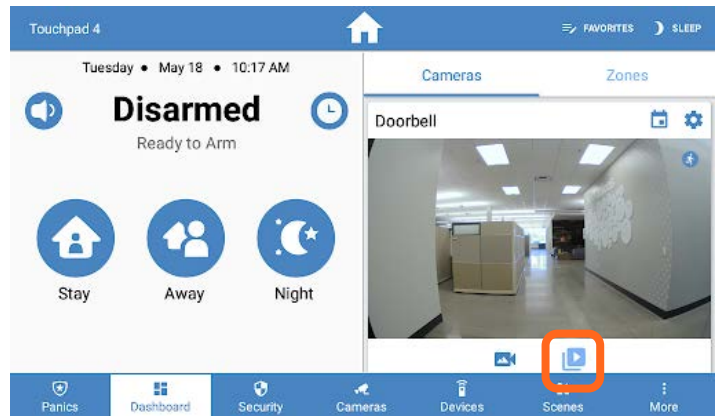 Touchpad 4
FAVORITES
SLEEP
Tuesday • May 18 • 10:17 AM
Disarmed
Ready to Arm
Stay
Away
Night
Cameras
Zones
Doorbell
Panics
Dashboard
Security
Cameras
Devices
Scenes
More